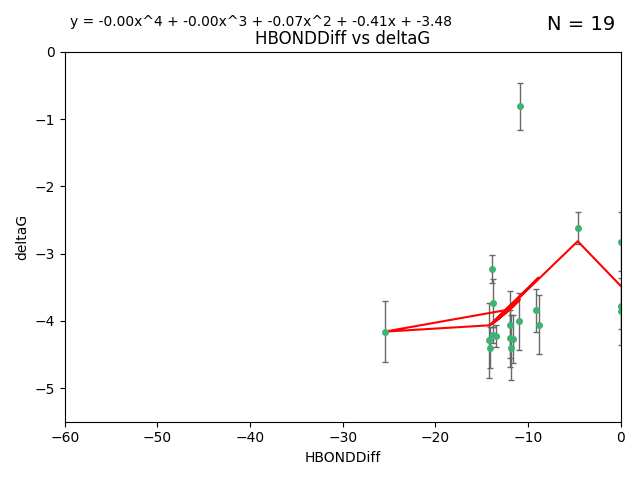 y = -0.00x^4 + -0.00x^3 + -0.07x^2 + -0.41x + -3.48
N = 19
HBONDDiff vs deltaG
0
−1
−2
−3
−4
−5
deltaG
−60 −50 −40 −30 −20 −10 0
HBONDDiff